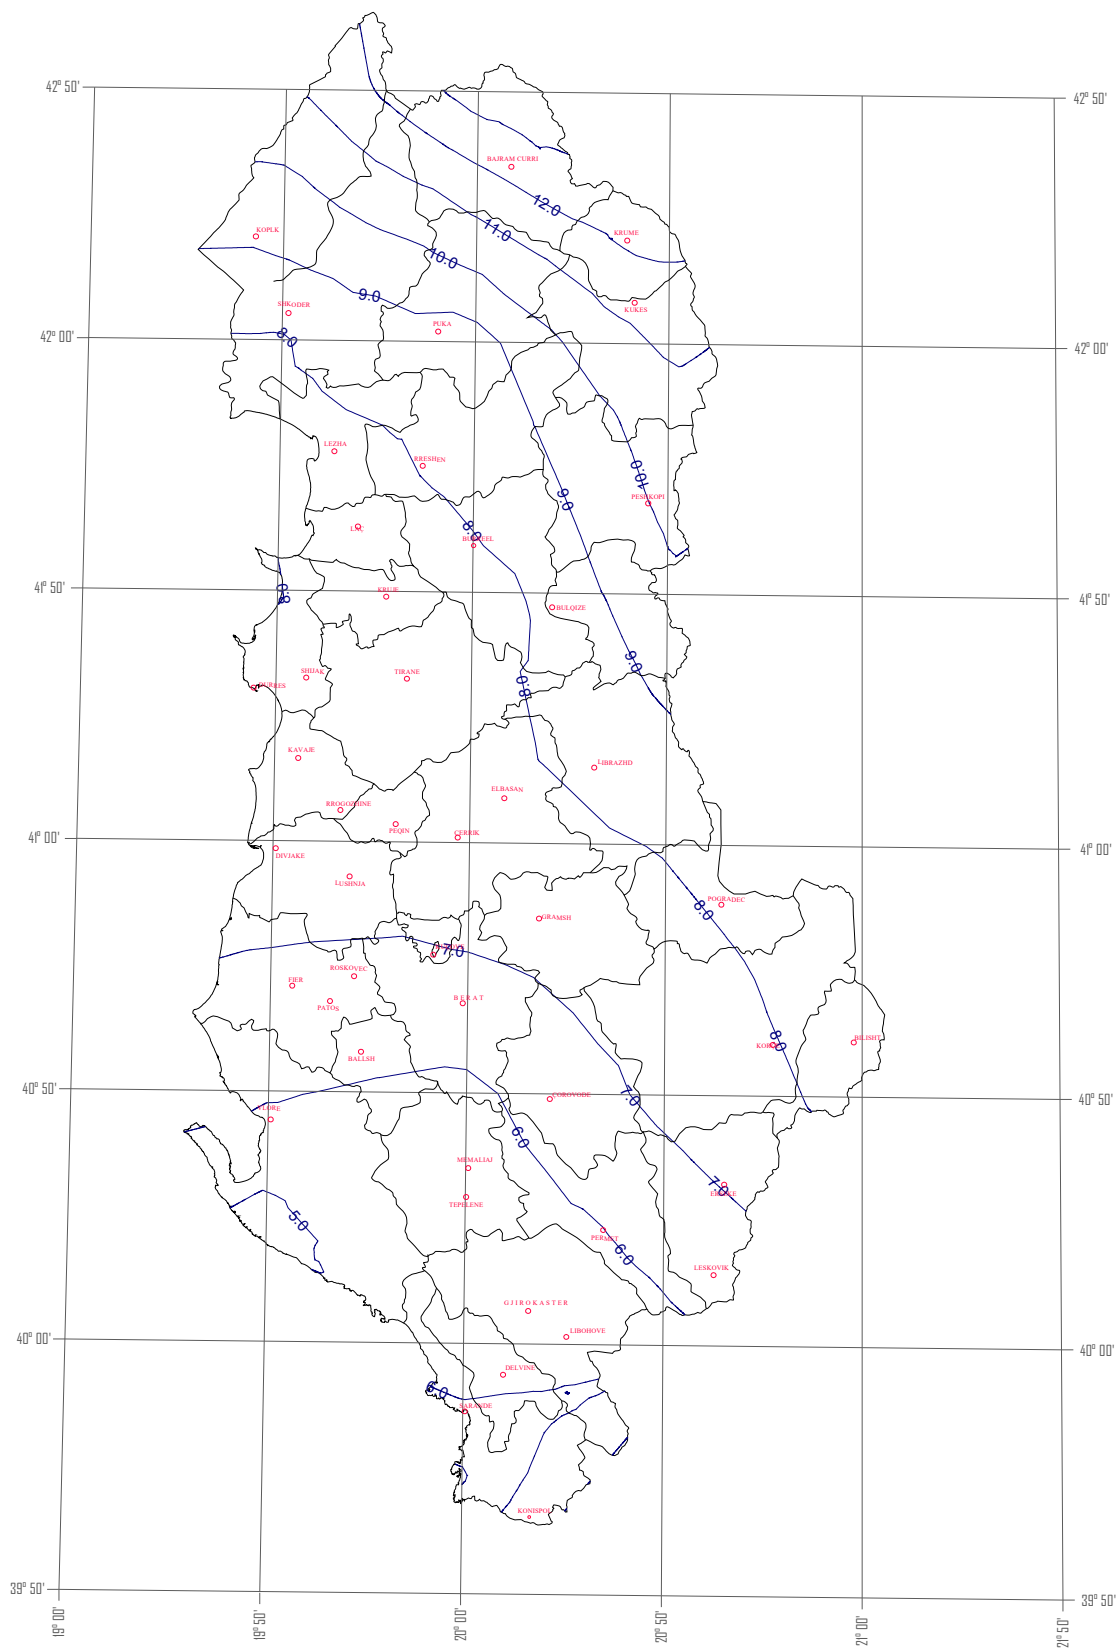 42° 50'
42° 50'
BAJRAM CURRI
12.0
KOPLK
11.0
KRUME
10.0
9.0
SHKODER
KUKES
PUKA
8.0
42° 00'
42° 00'
LEZHA
RRESHEN
10.0
PESHKOPI
9.0
LAÇ
8.0
41° 50'
8.0
KRUJE
41° 50'
BULQIZE
9.0
SHIJAK
TIRANE
DURRES
8.0
KAVAJE
LIBRAZHD
ELBASAN
RROGOZHINE
PEQIN
CERRIK
41° 00'
41° 00'
DIVJAKE
LUSHNJA
POGRADEC
8.0
GRAMSH
7.0
ROSKOVEC
FIER
PATOS
BERAT
8.0
BILISHT
BALLSH
40° 50'
COROVODE
7.0
40° 50'
VLORE
6.0
MEMALIAJ
7.0
TEPELENE
5.0
PERMET
6.0
LESKOVIK
GJIROKASTER
LIBOHOVE
40° 00'
40° 00'
DELVINE
6.0
SARANDE
KONISPOL
39° 50'
39° 50'
19° 00'
19° 50'
20° 00'
20° 50'
21° 00'
21° 50'